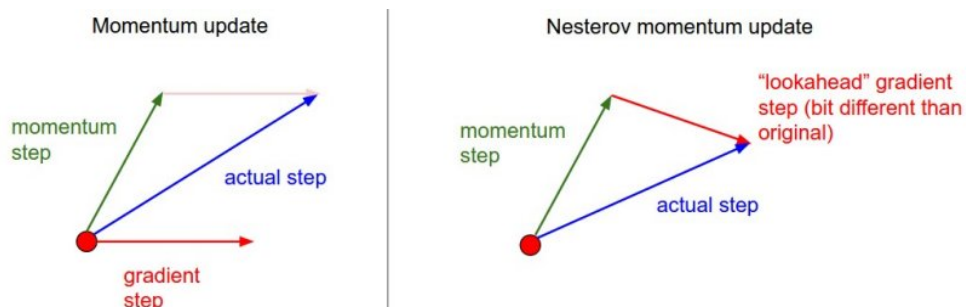 Momentum update
momentum
step
actual step
gradient
step
Nesterov momentum update
“lookahead” gradient
step (bit different than
original)
momentum
step
actual step